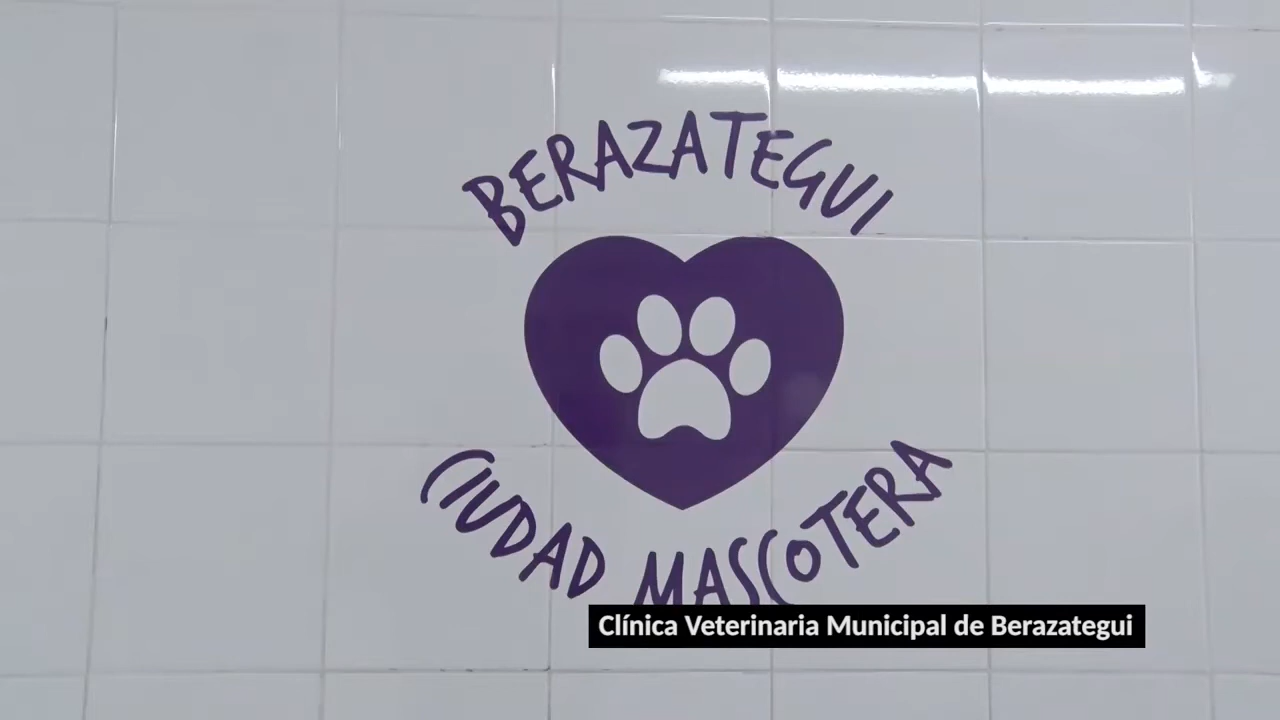 BERAZATEGUI
CIUDAD MASCOTERA
Clínica Veterinaria Municipal de Berazategui